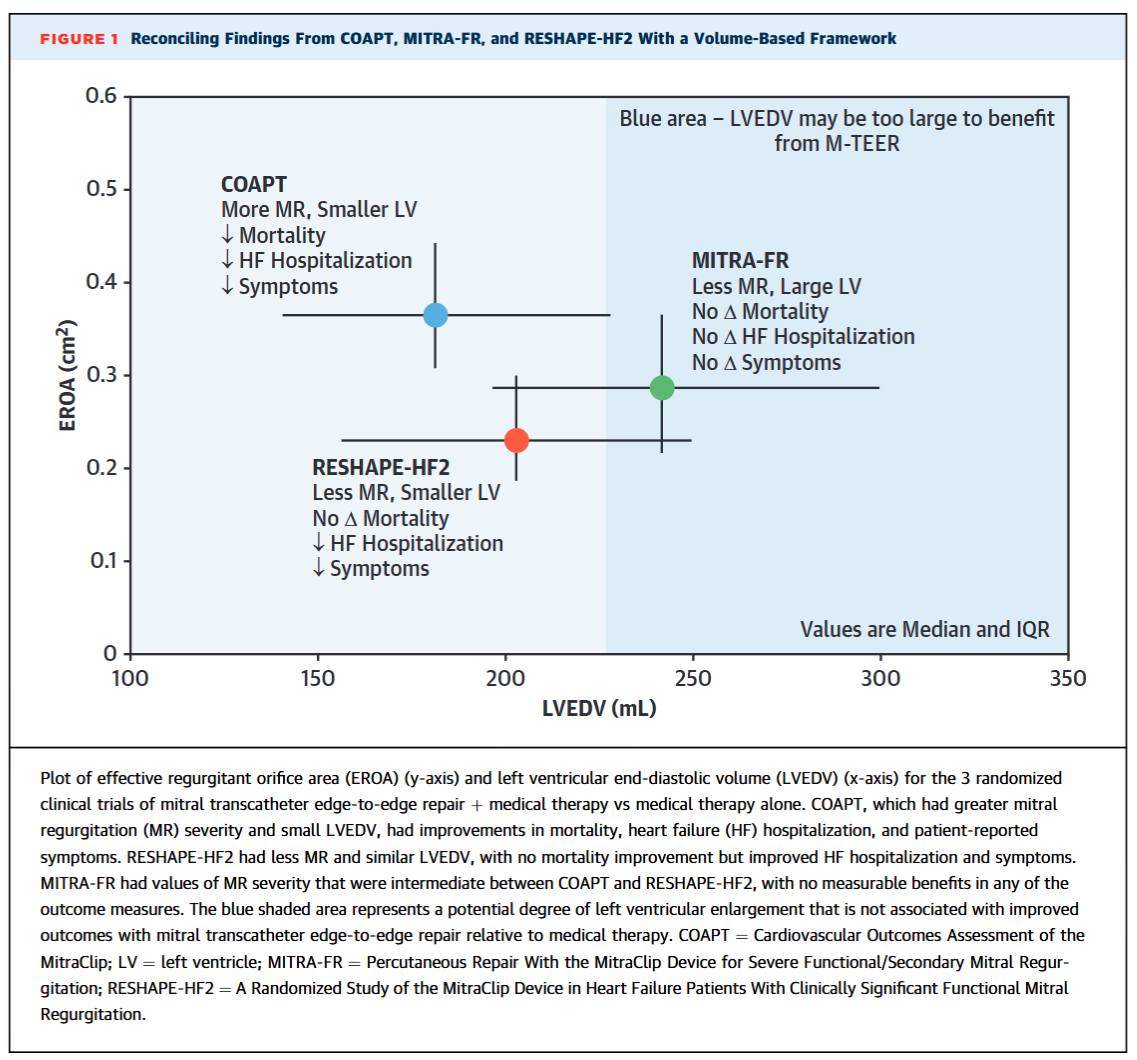 FIGURE 1 Reconciling Findings From COAPT, MITRA-FR, and RESHAPE-HF2 With a Volume-Based Framework
0.6
0.5
0.4
0.3
0.2
0.1
0
EROA (cm²)
Blue area – LVEDV may be too large to benefit
from M-TEER
COAPT
More MR, Smaller LV
↓ Mortality
↓ HF Hospitalization
↓ Symptoms
MITRA-FR
Less MR, Large LV
No Δ Mortality
No Δ HF Hospitalization
No Δ Symptoms
RESHAPE-HF2
Less MR, Smaller LV
No Δ Mortality
↓ HF Hospitalization
↓ Symptoms
Values are Median and IQR
100 150 200 250 300 350
LVEDV (mL)
Plot of effective regurgitant orifice area (EROA) (y-axis) and left ventricular end-diastolic volume (LVEDV) (x-axis) for the 3 randomized
clinical trials of mitral transcatheter edge-to-edge repair + medical therapy vs medical therapy alone. COAPT, which had greater mitral
regurgitation (MR) severity and small LVEDV, had improvements in mortality, heart failure (HF) hospitalization, and patient-reported
symptoms. RESHAPE-HF2 had less MR and similar LVEDV, with no mortality improvement but improved HF hospitalization and symptoms.
MITRA-FR had values of MR severity that were intermediate between COAPT and RESHAPE-HF2, with no measurable benefits in any of the
outcome measures. The blue shaded area represents a potential degree of left ventricular enlargement that is not associated with improved
outcomes with mitral transcatheter edge-to-edge repair relative to medical therapy. COAPT = Cardiovascular Outcomes Assessment of the
MitraClip; LV = left ventricle; MITRA-FR = Percutaneous Repair With the MitraClip Device for Severe Functional/Secondary Mitral Regur-
gitation; RESHAPE-HF2 = A Randomized Study of the MitraClip Device in Heart Failure Patients With Clinically Significant Functional Mitral
Regurgitation.